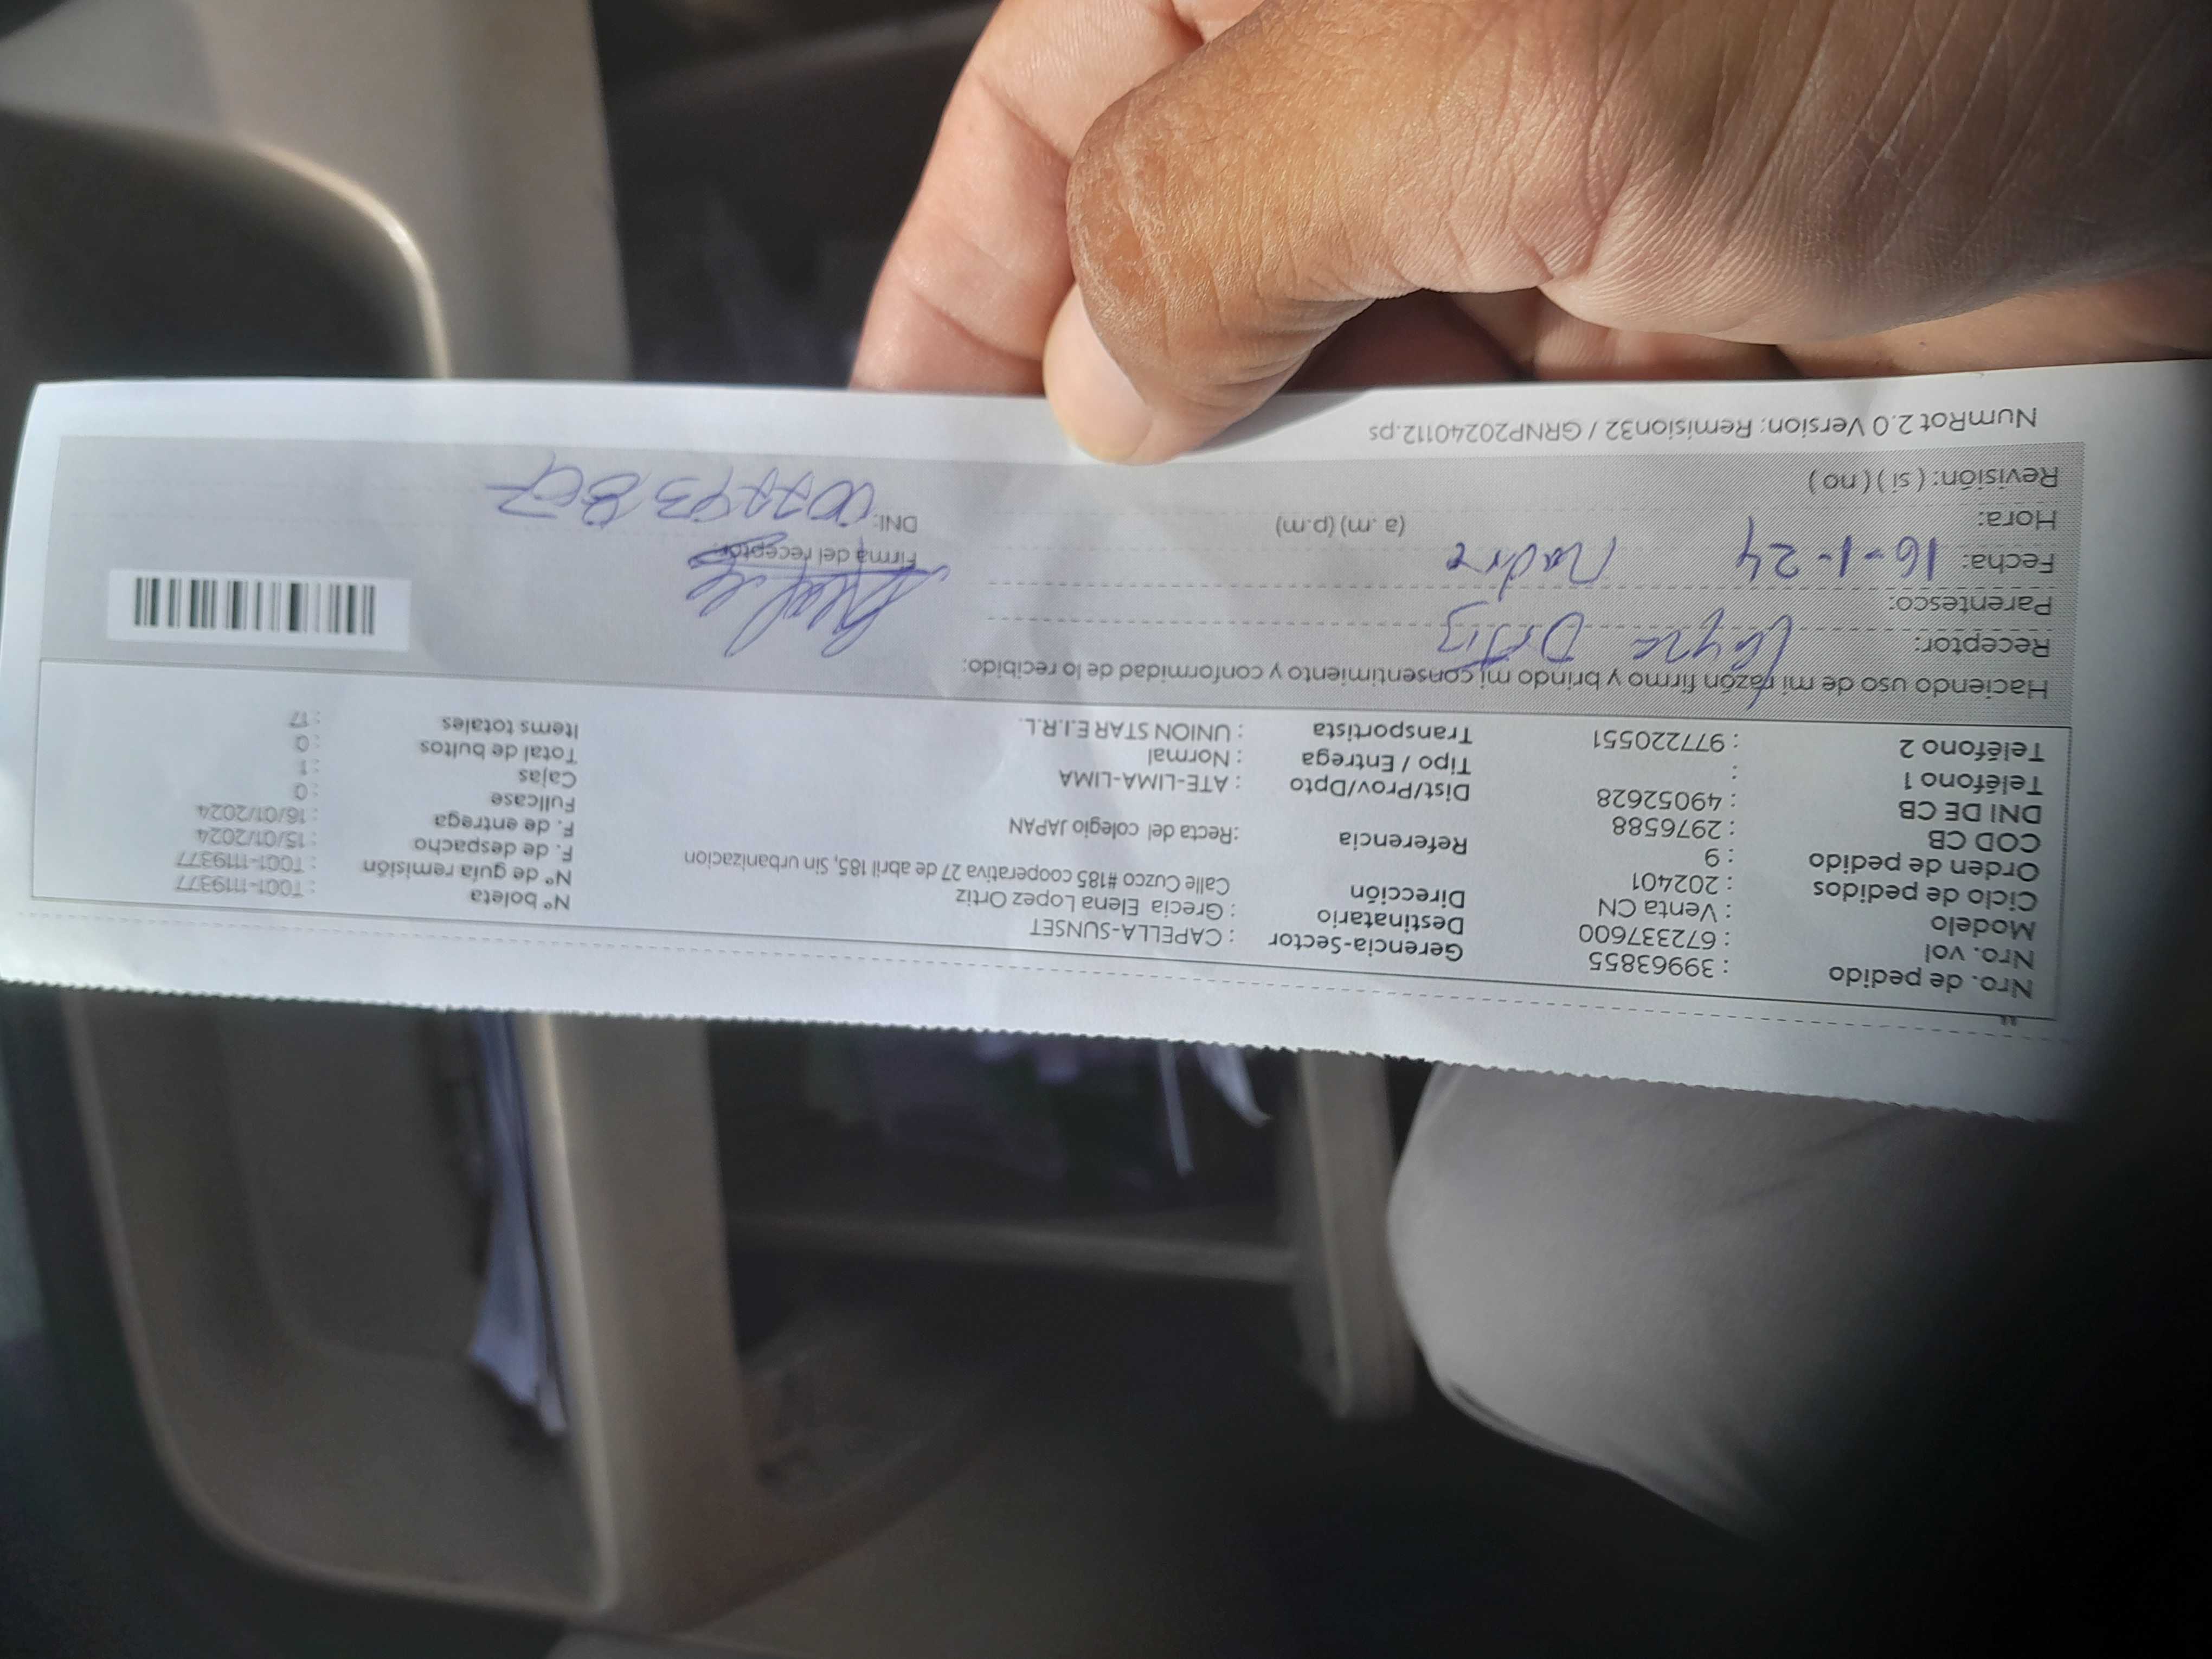 Nro. de pedido : 39963855 Gerencia-Sector : CAPELLA-SUNSET Nº boleta : T001-1119377
Nro. vol : 672337600 Destinatario : Grecia Elena Lopez Ortiz Nº de guía remisión : T001-1119377
Modelo : Venta CN Dirección Calle Cuzco #185 cooperativa 27 de abril 185, Sin urbanizacion F. de despacho : 15/01/2024
Ciclo de pedidos : 202401 F. de entrega : 16/01/2024
Orden de pedido : 9 Referencia :Recta del colegio JAPAN Fullcase : 0
COD CB : 2976588 Dist/Prov/Dpto : ATE-LIMA-LIMA Cajas : 1
DNI DE CB : 49052628 Tipo / Entrega : Normal Total de bultos : 0
Teléfono 1 : Transportista : UNION STAR E.I.R.L. Items totales : 17
Teléfono 2 : 977220551
Haciendo uso de mi razón firmo y brindo mi consentimiento y conformidad de lo recibido:
Receptor: Ortiz
Parentesco: Madre
Fecha: 16-1-24 Firma del receptor:
Hora: (a .m) (p.m) DNI:
Revisión: ( si ) ( no )
NumRot 2.0 Version: Remision32 / GRNP20240112.ps